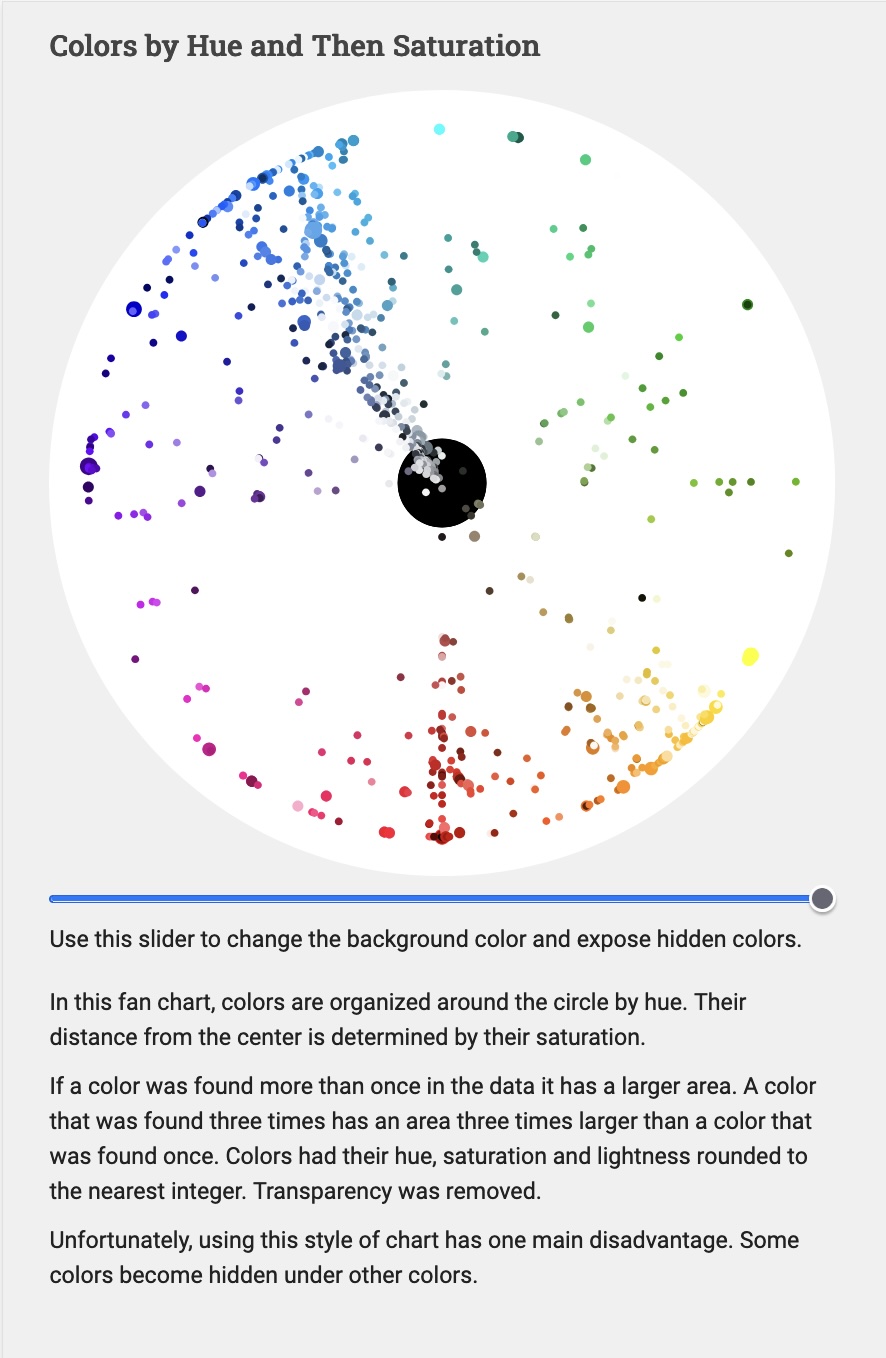 Colors by Hue and Then Saturation
Use this slider to change the background color and expose hidden colors.
In this fan chart, colors are organized around the circle by hue. Their
distance from the center is determined by their saturation.
If a color was found more than once in the data it has a larger area. A color
that was found three times has an area three times larger than a color that
was found once. Colors had their hue, saturation and lightness rounded to
the nearest integer. Transparency was removed.
Unfortunately, using this style of chart has one main disadvantage. Some
colors become hidden under other colors.